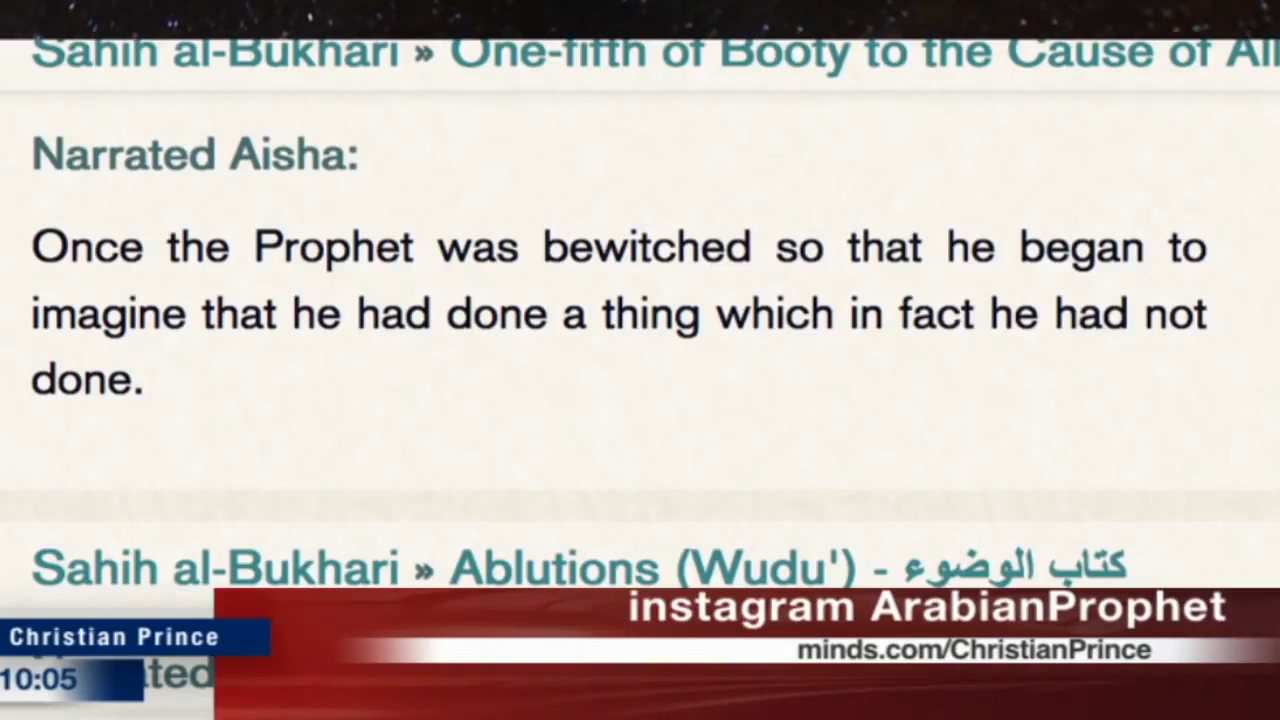 Sahih al-Bukhari » One-fifth of Booty to the Cause of All
Narrated Aisha:
Once the Prophet was bewitched so that he began to
imagine that he had done a thing which in fact he had not
done.
Sahih al-Bukhari » Ablutions (Wudu') - كتاب الوضوء
instagram ArabianProphet
Christian Prince
minds.com/ChristianPrince
10:05
ated